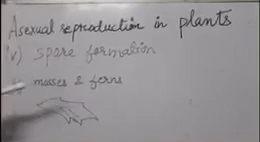 Asexual reproduction in plants
(v) spore formation
mosses & ferns